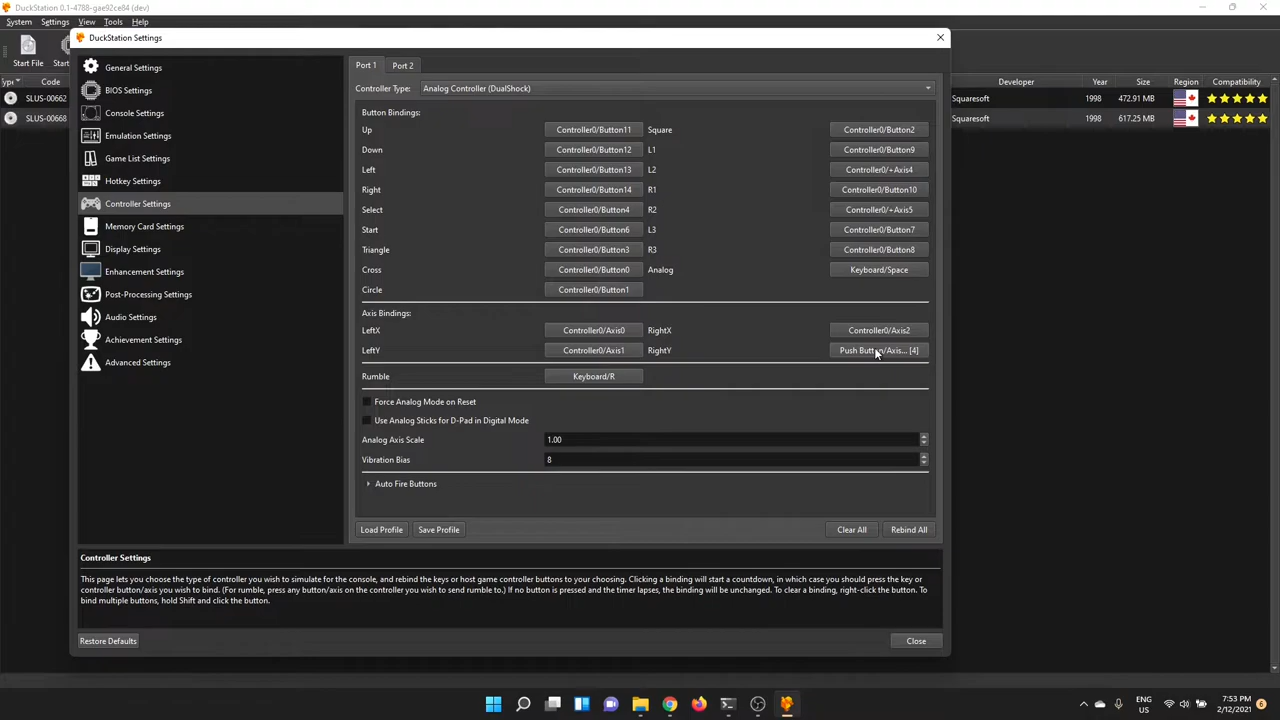 DuckStation 0.1-4788-gae92ce84 (dev)
System Settings View Tools Help
Start File
Code
SLUS-00662
SLUS-00668
DuckStation Settings
General Settings
BIOS Settings
Console Settings
Emulation Settings
Game List Settings
Hotkey Settings
Controller Settings
Memory Card Settings
Display Settings
Enhancement Settings
Post-Processing Settings
Audio Settings
Achievement Settings
Advanced Settings
Port 1 Port 2
Controller Type: Analog Controller (DualShock)
Button Bindings:
Up Controller0/Button11 Square Controller0/Button2
Down Controller0/Button12 L1 Controller0/Button9
Left Controller0/Button13 L2 Controller0/+Axis4
Right Controller0/Button14 R1 Controller0/Button10
Select Controller0/Button4 R2 Controller0/+Axis5
Start Controller0/Button6 L3 Controller0/Button7
Triangle Controller0/Button3 R3 Controller0/Button8
Cross Controller0/Button0 Analog Keyboard/Space
Circle Controller0/Button1
Axis Bindings:
LeftX Controller0/Axis0 RightX Controller0/Axis2
LeftY Controller0/Axis1 RightY Push Button/Axis... [4]
Rumble Keyboard/R
Force Analog Mode on Reset
Use Analog Sticks for D-Pad in Digital Mode
Analog Axis Scale 1.00
Vibration Bias 8
Auto Fire Buttons
Load Profile Save Profile Clear All Rebind All
Controller Settings
This page lets you choose the type of controller you wish to simulate for the console, and rebind the keys or host game controller buttons to your choosing. Clicking a binding will start a countdown, in which case you should press the key or
controller button/axis you wish to bind. (For rumble, press any button/axis on the controller you wish to send rumble to.) If no button is pressed and the timer lapses, the binding will be unchanged. To clear a binding, right-click the button. To
bind multiple buttons, hold Shift and click the button.
Restore Defaults Close
Developer Year Size Region Compatibility
Squaresoft 1998 472.91 MB
Squaresoft 1998 617.25 MB
ENG
US
7:53 PM
2/12/2021
6